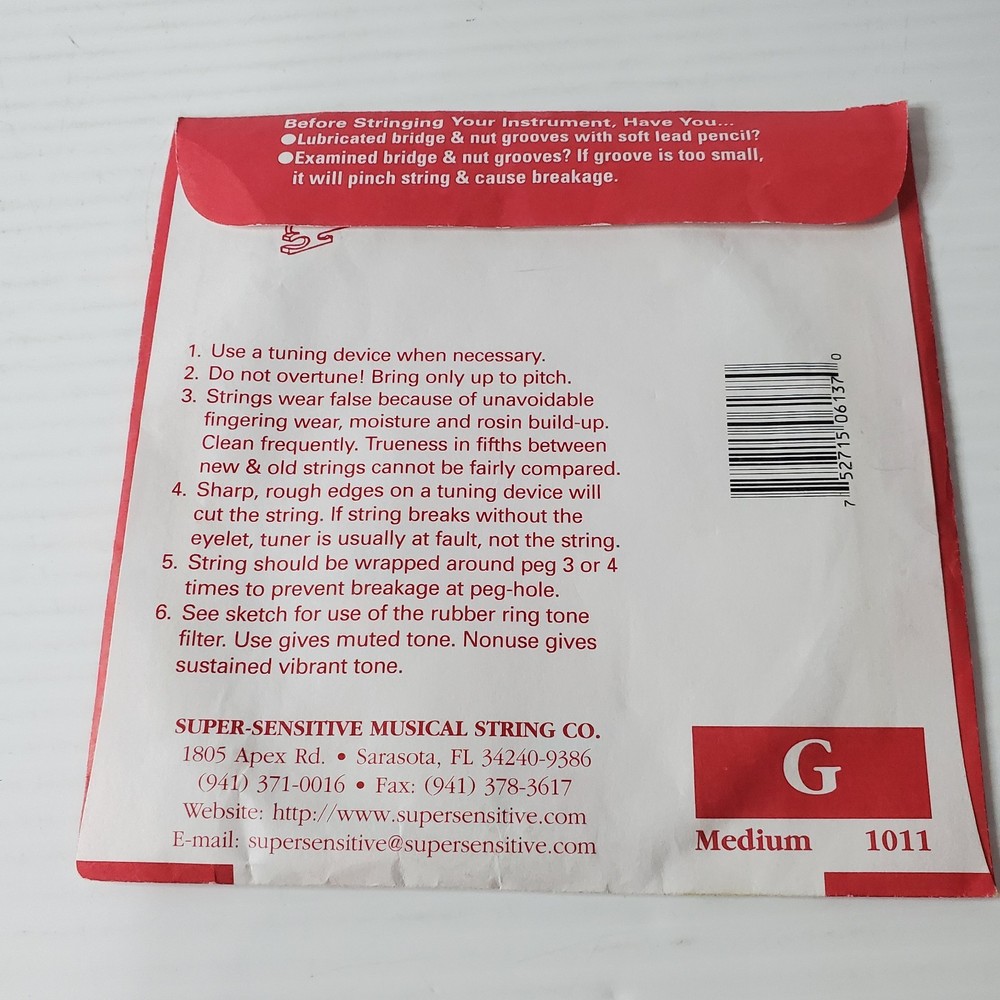 Before Stringing Your Instrument, Have You...
●Lubricated bridge & nut grooves with soft lead pencil?
●Examined bridge & nut grooves? If groove is too small,
it will pinch string & cause breakage.
1. Use a tuning device when necessary.
2. Do not overtune! Bring only up to pitch.
3. Strings wear false because of unavoidable
fingering wear, moisture and rosin build-up.
Clean frequently. Trueness in fifths between
new & old strings cannot be fairly compared.
4. Sharp, rough edges on a tuning device will
cut the string. If string breaks without the
eyelet, tuner is usually at fault, not the string.
5. String should be wrapped around peg 3 or 4
times to prevent breakage at peg-hole.
6. See sketch for use of the rubber ring tone
filter. Use gives muted tone. Nonuse gives
sustained vibrant tone.
7 52715 06137 0
SUPER-SENSITIVE MUSICAL STRING CO.
1805 Apex Rd. • Sarasota, FL 34240-9386
(941) 371-0016 • Fax: (941) 378-3617
Website: http://www.supersensitive.com
E-mail: supersensitive@supersensitive.com
G
Medium 1011